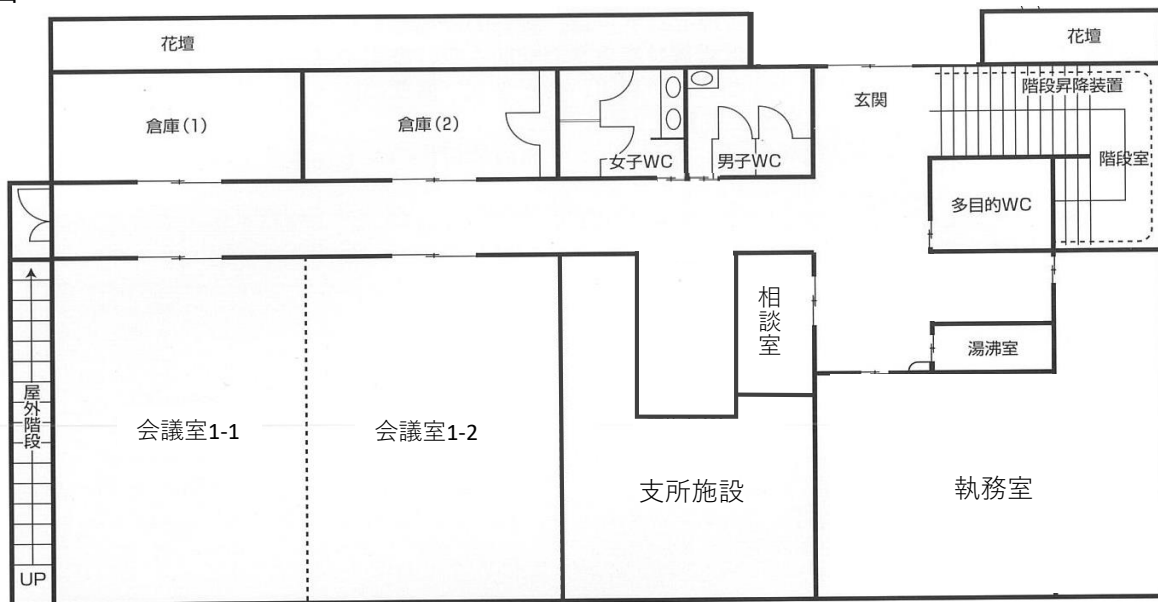 花壇
花壇
倉庫(1)
倉庫(2)
女子WC
男子WC
玄関
階段昇降装置
階段室
多目的WC
相談室
湯沸室
屋外階段
会議室1-1
会議室1-2
支所施設
執務室
UP